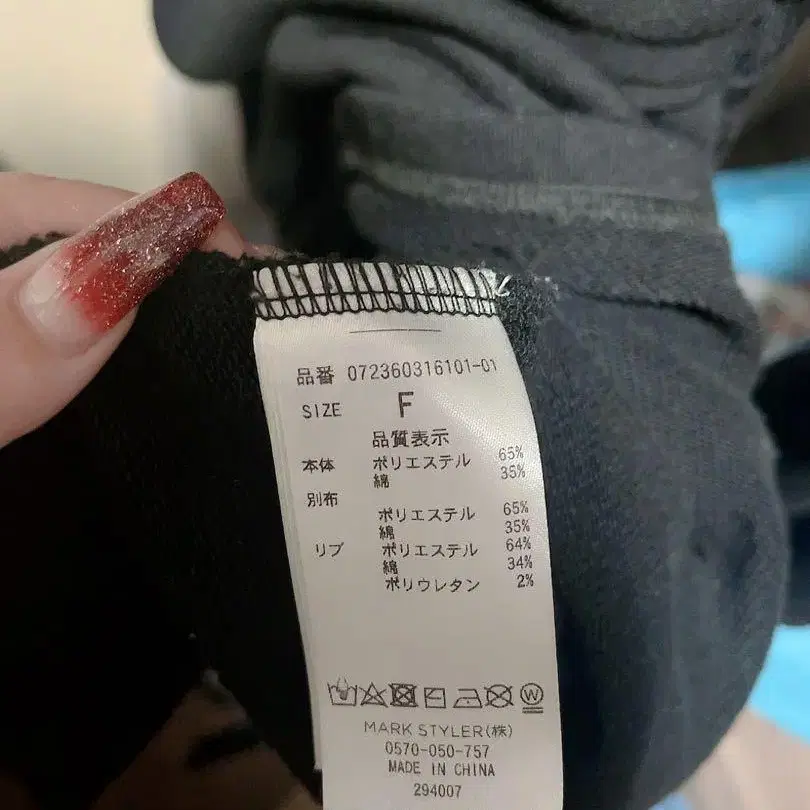 品番 072360316101-01
SIZE F
品質表示
本体 ポリエステル 65%
綿 35%
別布
ポリエステル 65%
綿 35%
リブ ポリエステル 64%
綿 34%
ポリウレタン 2%
W
MARK STYLER(株)
0570-050-757
MADE IN CHINA
294007